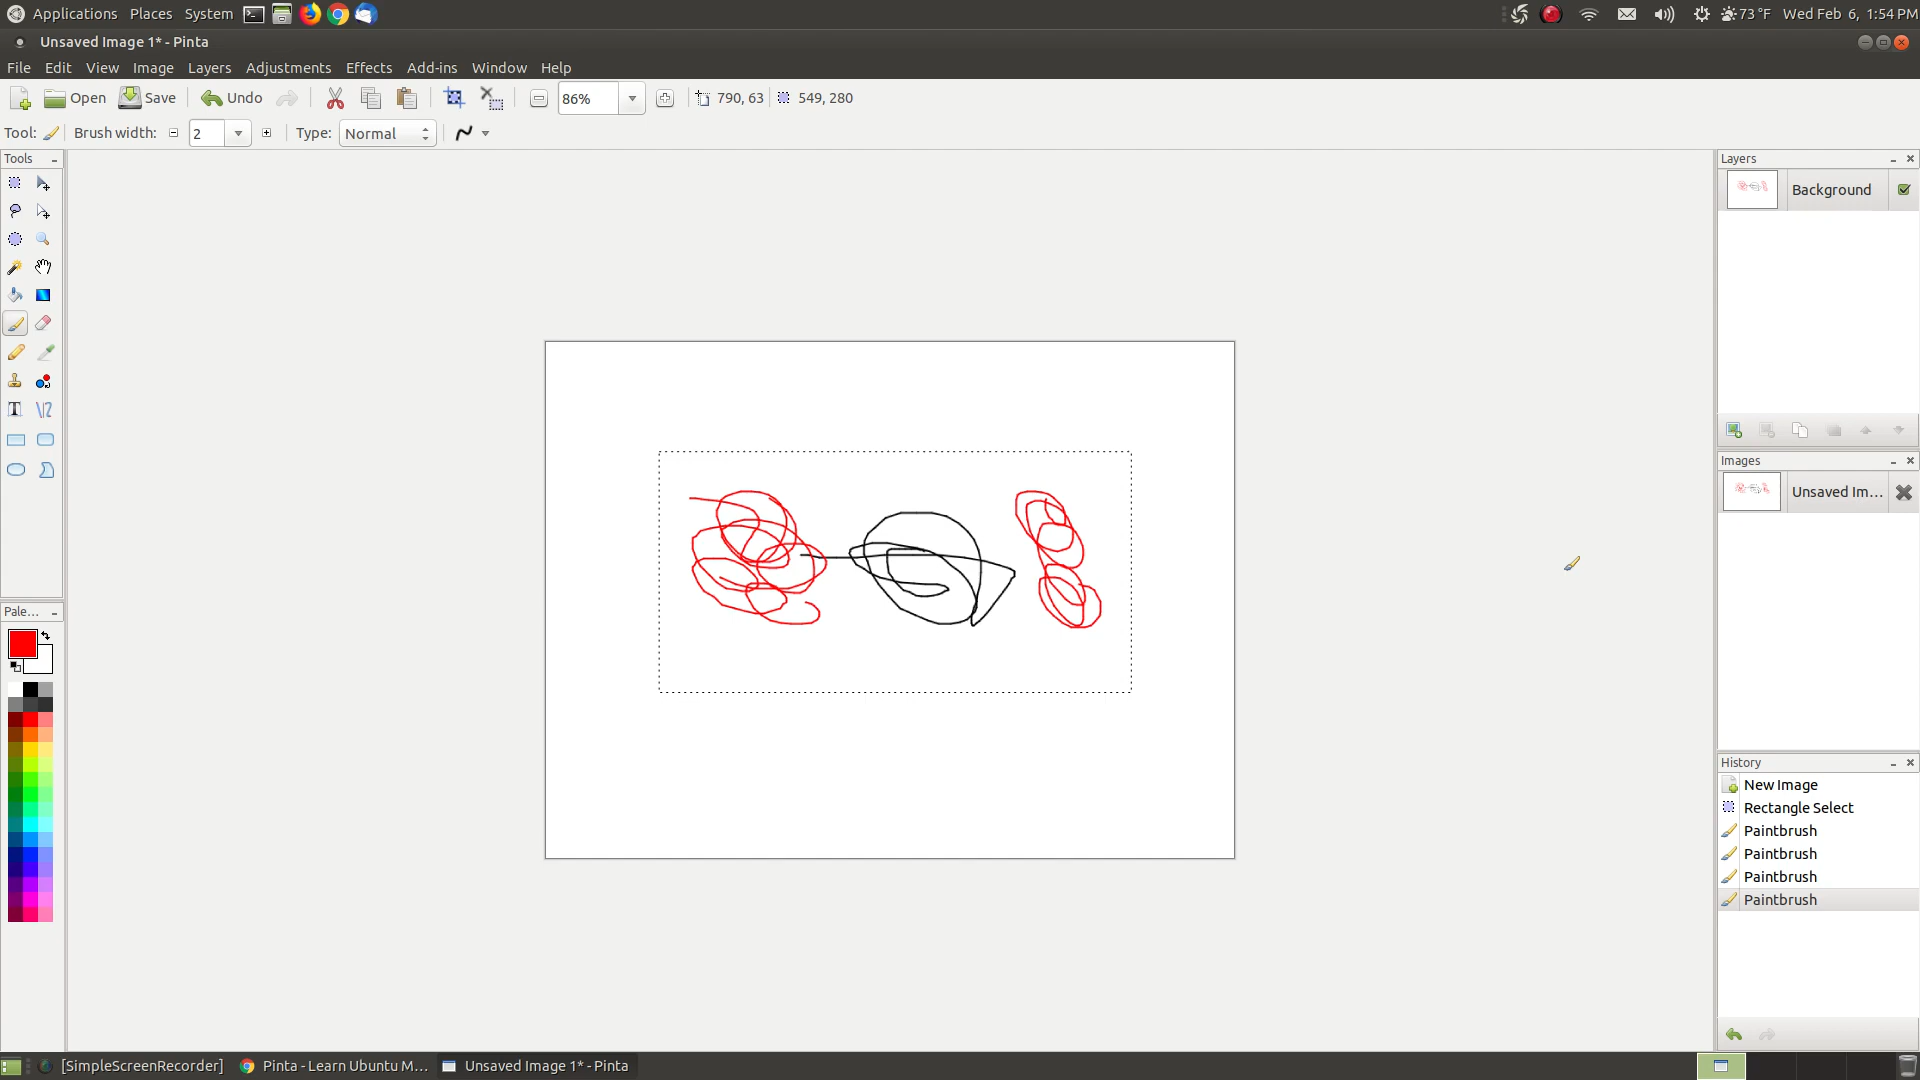 Applications Places System 73 °F Wed Feb 6, 1:54 PM
Unsaved Image 1* - Pinta
File Edit View Image Layers Adjustments Effects Add-ins Window Help
Open Save Undo 86% 790, 63 549, 280
Tool: Brush width: 2 Type: Normal
Tools
Layers
Background
Images
Unsaved Im...
Pale...
History
New Image
Rectangle Select
Paintbrush
Paintbrush
Paintbrush
Paintbrush
[SimpleScreenRecorder] Pinta - Learn Ubuntu M... Unsaved Image 1* - Pinta